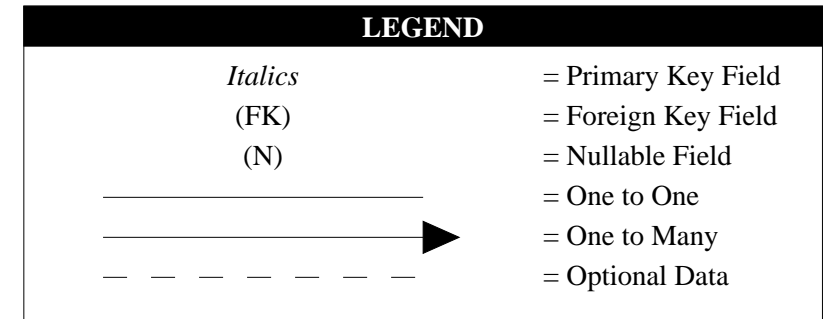 LEGEND
Italics = Primary Key Field
(FK) = Foreign Key Field
(N) = Nullable Field
= One to One
= One to Many
= Optional Data